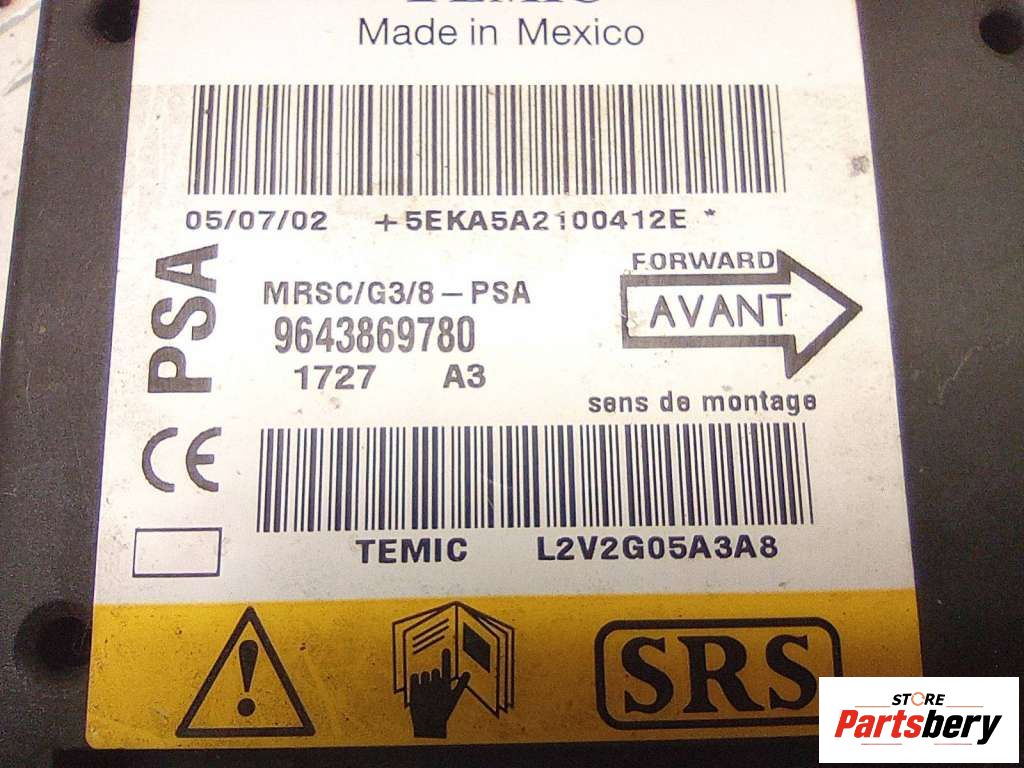 TEMIC
Made in Mexico
05/07/02 +5EKA5A2100412E *
PSA
MRSC/G3/8-PSA
9643869780
1727 A3
FORWARD
AVANT
sens de montage
CE
TEMIC L2V2G05A3A8
SRS
STORE
Partsbery